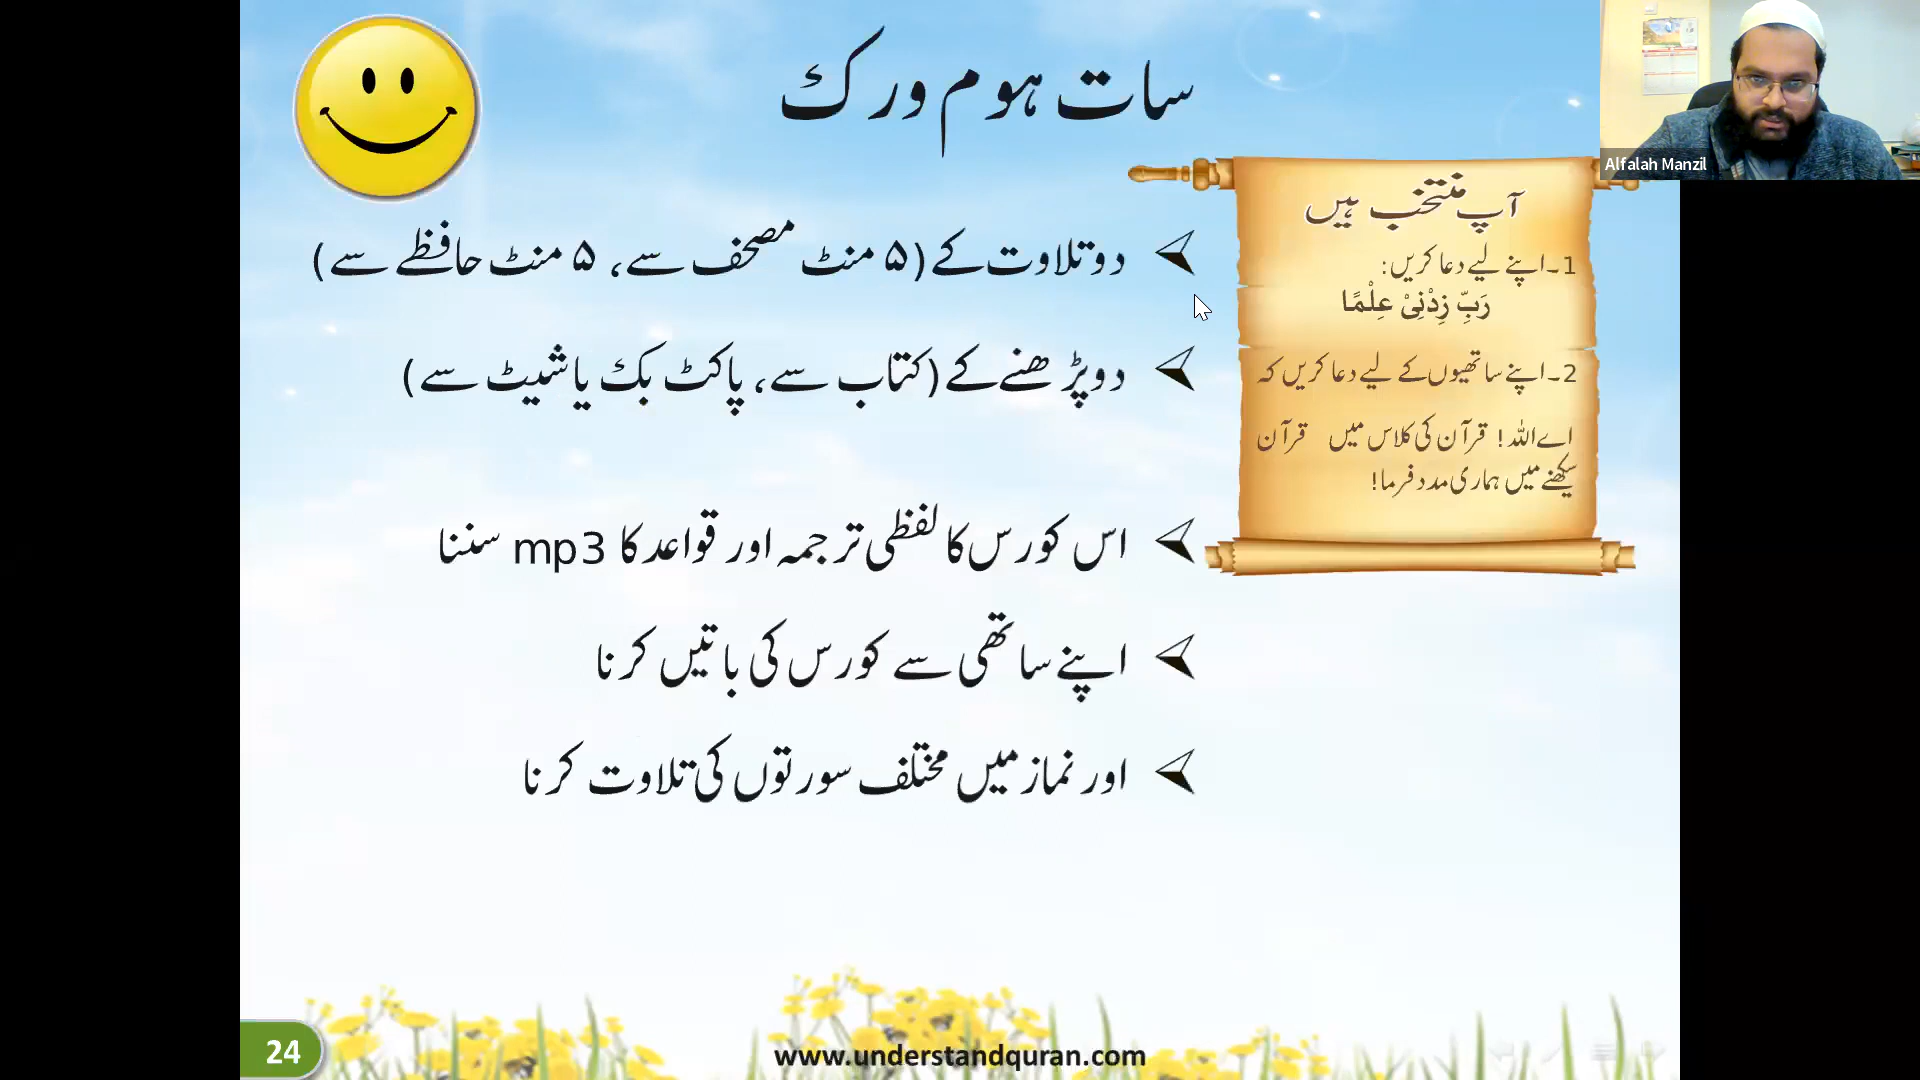 سات ہوم ورک
دو تلاوت کے (۵ منٹ مصحف سے، ۵ منٹ حافظے سے)
دو پڑھنے کے (کتاب سے، پاکٹ بک یا شیٹ سے)
اس کورس کا لفظی ترجمہ اور قواعد کا mp3 سننا
اپنے ساتھی سے کورس کی باتیں کرنا
اور نماز میں مختلف سورتوں کی تلاوت کرنا
آپ منتخب ہیں
1۔اپنے لیے دعا کریں:
رَبِّ زِدْنِیْ عِلْمًا
2۔اپنے ساتھیوں کے لیے دعا کریں کہ
اے اللہ! قرآن کی کلاس میں قرآن
سیکھنے میں ہماری مدد فرما!
Alfalah Manzil
24
www.understandquran.com